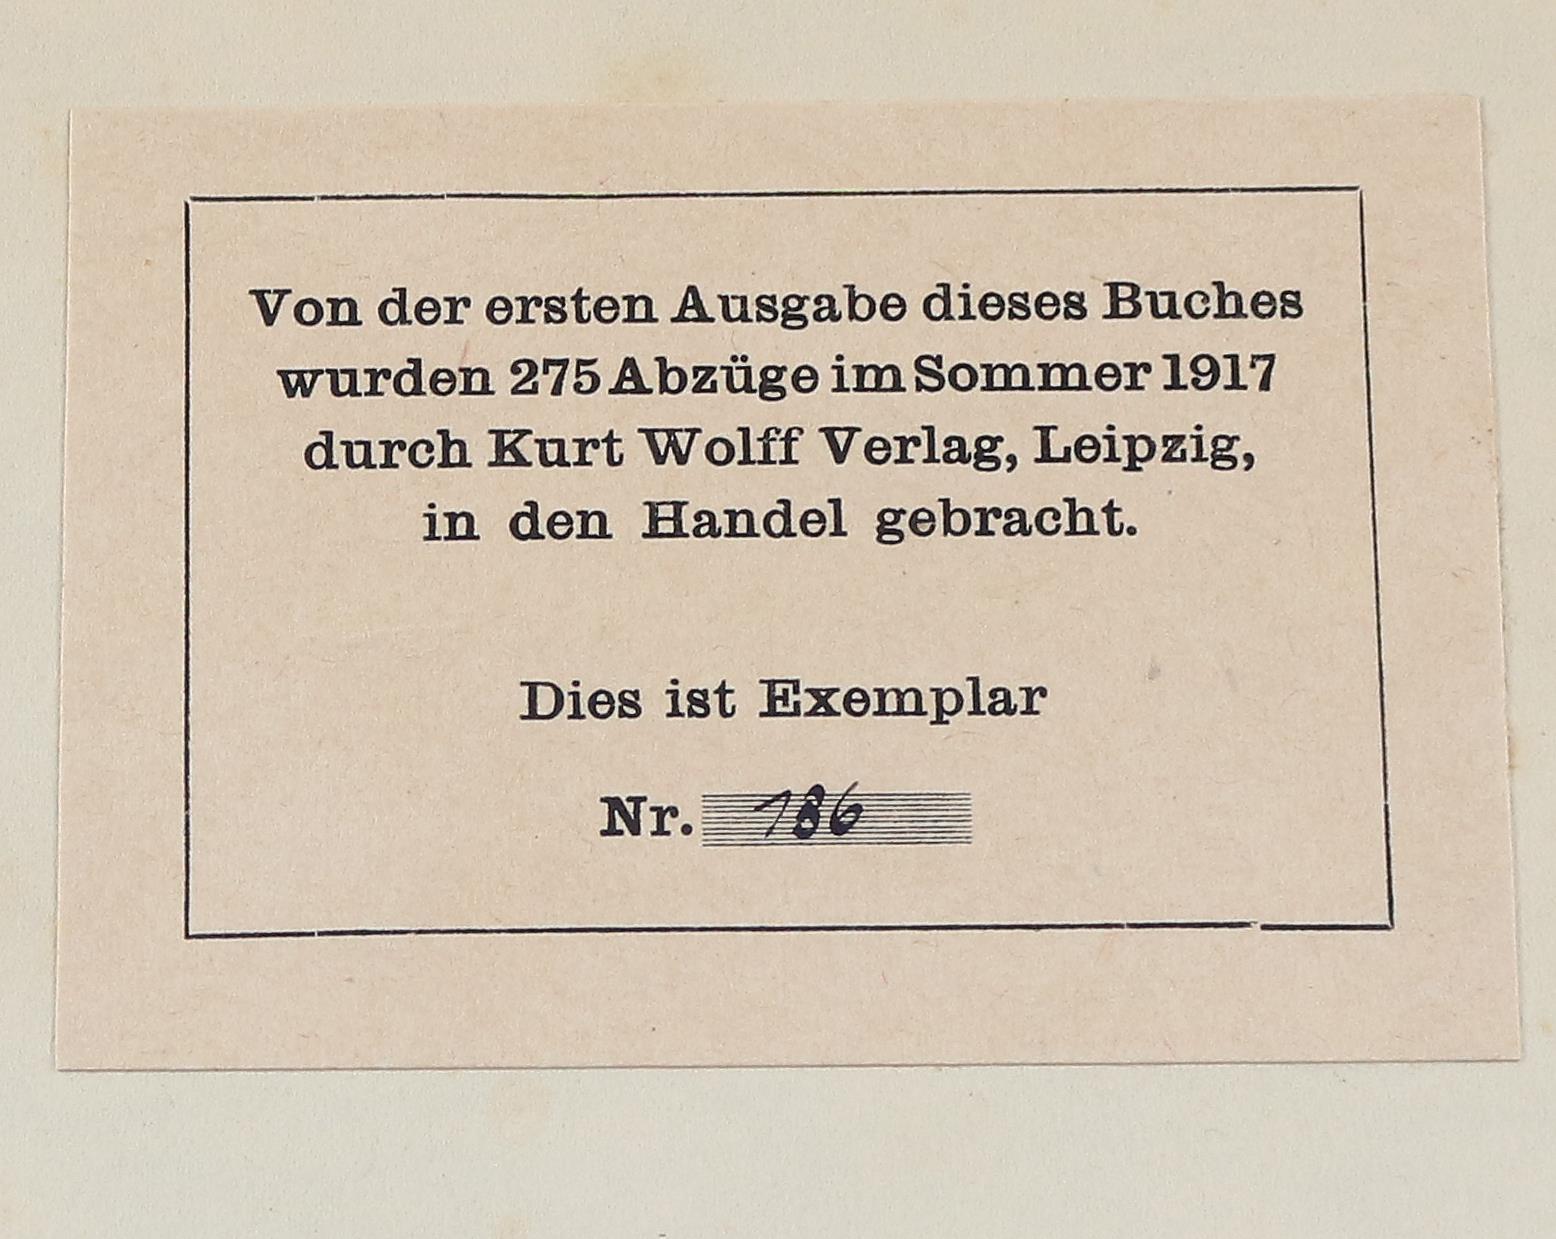 Von der ersten Ausgabe dieses Buches
wurden 275 Abzüge im Sommer 1917
durch Kurt Wolff Verlag, Leipzig,
in den Handel gebracht.
Dies ist Exemplar
Nr. 186